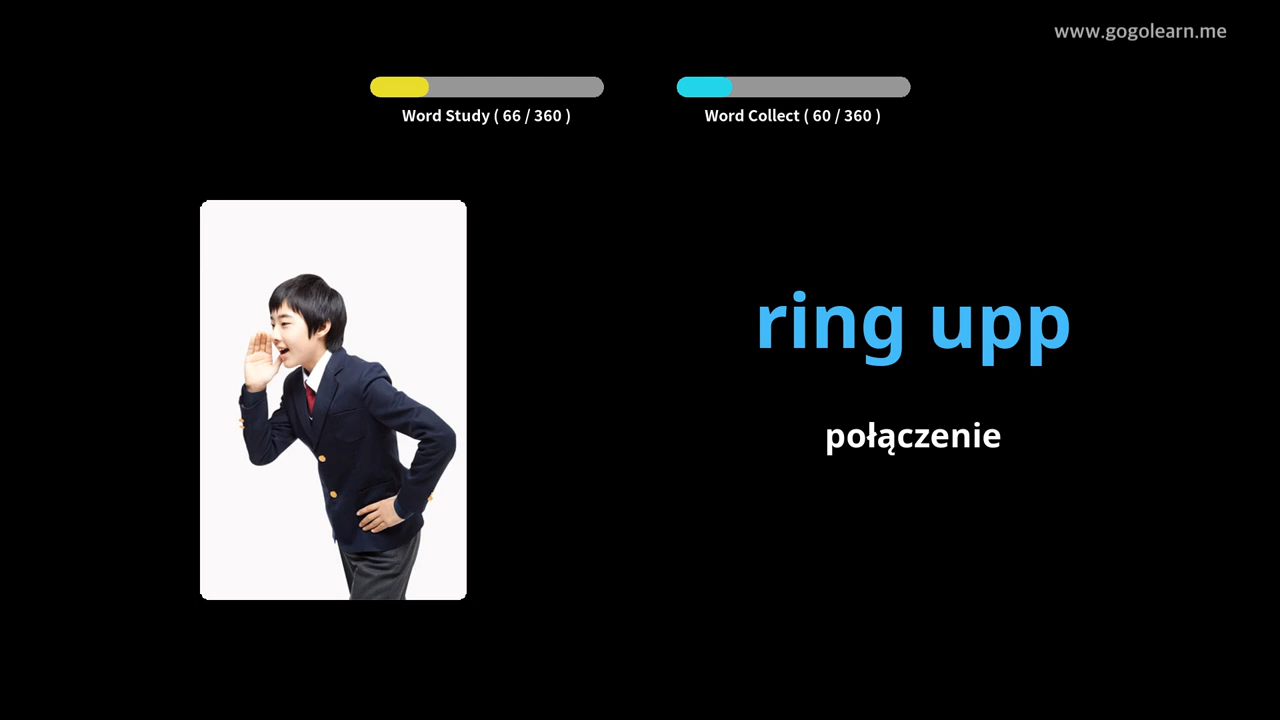 www.gogolearn.me
Word Study ( 66 / 360 )
Word Collect ( 60 / 360 )
ring upp
połączenie